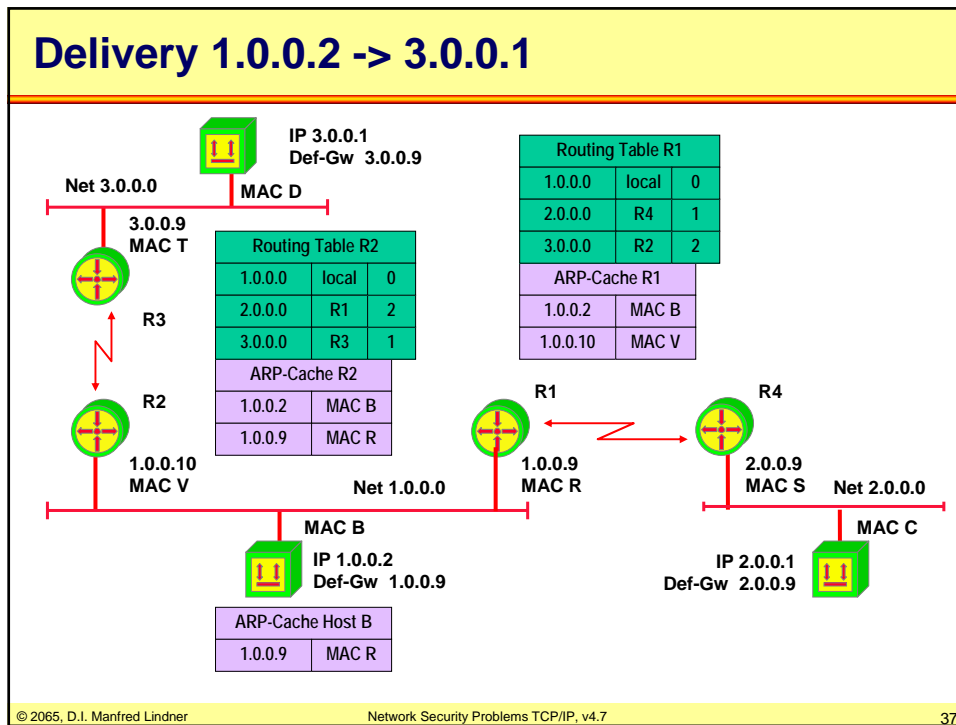 Delivery 1.0.0.2 -> 3.0.0.1
IP 3.0.0.1
Def-Gw 3.0.0.9
Net 3.0.0.0
MAC D
3.0.0.9
MAC T
R3
Routing Table R2
1.0.0.0 local 0
2.0.0.0 R1 2
3.0.0.0 R3 1
ARP-Cache R2
1.0.0.2 MAC B
1.0.0.9 MAC R
Routing Table R1
1.0.0.0 local 0
2.0.0.0 R4 1
3.0.0.0 R2 2
ARP-Cache R1
1.0.0.2 MAC B
1.0.0.10 MAC V
R2
1.0.0.10
MAC V
Net 1.0.0.0
R1
1.0.0.9
MAC R
R4
2.0.0.9
MAC S
Net 2.0.0.0
MAC B
IP 1.0.0.2
Def-Gw 1.0.0.9
MAC C
IP 2.0.0.1
Def-Gw 2.0.0.9
ARP-Cache Host B
1.0.0.9 MAC R
© 2065, D.I. Manfred Lindner
Network Security Problems TCP/IP, v4.7
37